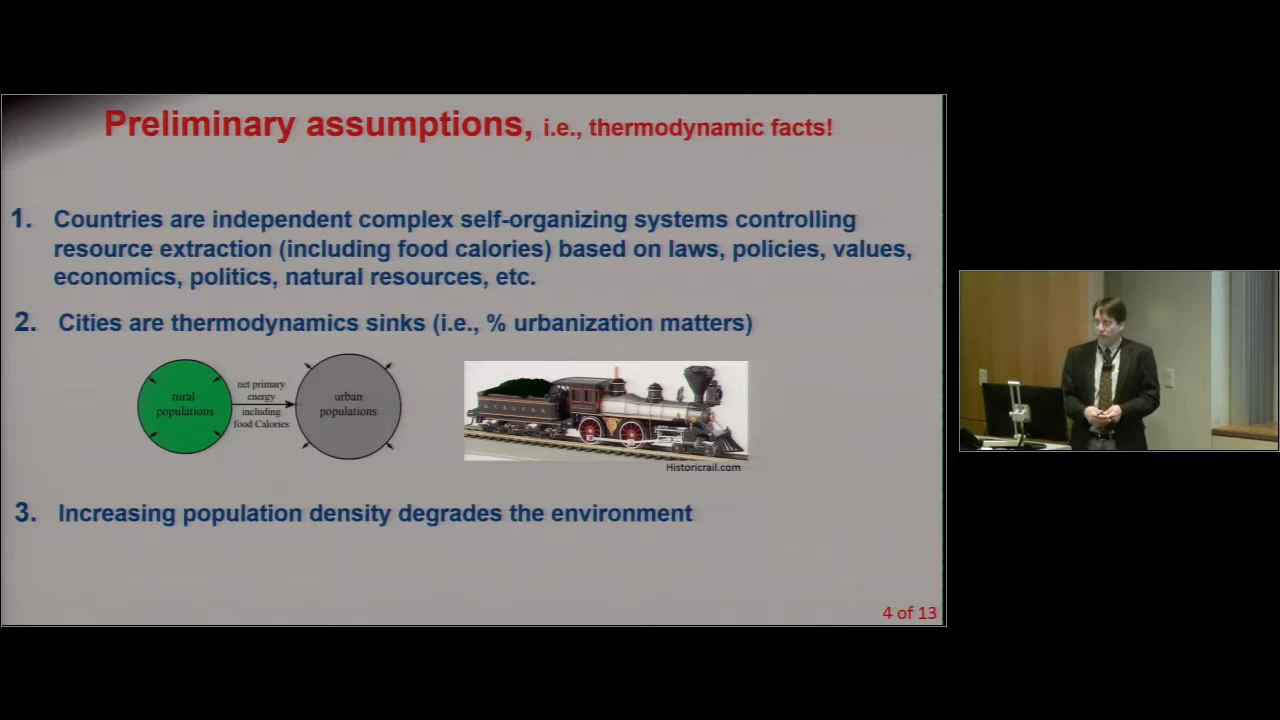 Preliminary assumptions, i.e., thermodynamic facts!
1. Countries are independent complex self-organizing systems controlling
resource extraction (including food calories) based on laws, policies, values,
economics, politics, natural resources, etc.
2. Cities are thermodynamics sinks (i.e., % urbanization matters)
rural
populations
net primary
energy
including
food Calories
urban
populations
Historicrail.com
3. Increasing population density degrades the environment
4 of 13